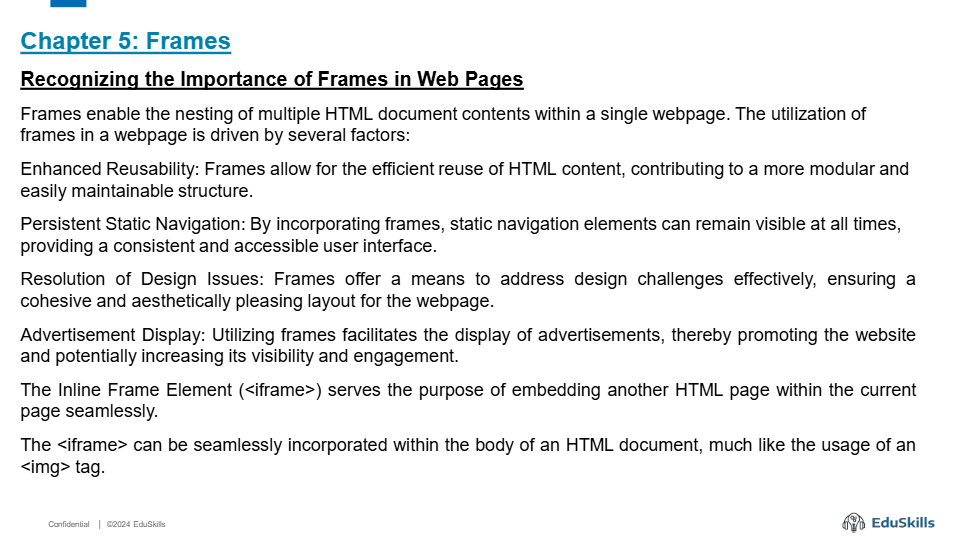 Chapter 5: Frames
Recognizing the Importance of Frames in Web Pages
Frames enable the nesting of multiple HTML document contents within a single webpage. The utilization of
frames in a webpage is driven by several factors:
Enhanced Reusability: Frames allow for the efficient reuse of HTML content, contributing to a more modular and
easily maintainable structure.
Persistent Static Navigation: By incorporating frames, static navigation elements can remain visible at all times,
providing a consistent and accessible user interface.
Resolution of Design Issues: Frames offer a means to address design challenges effectively, ensuring a
cohesive and aesthetically pleasing layout for the webpage.
Advertisement Display: Utilizing frames facilitates the display of advertisements, thereby promoting the website
and potentially increasing its visibility and engagement.
The Inline Frame Element (<iframe>) serves the purpose of embedding another HTML page within the current
page seamlessly.
The <iframe> can be seamlessly incorporated within the body of an HTML document, much like the usage of an
<img> tag.
Confidential | ©2024 EduSkills
EduSkills